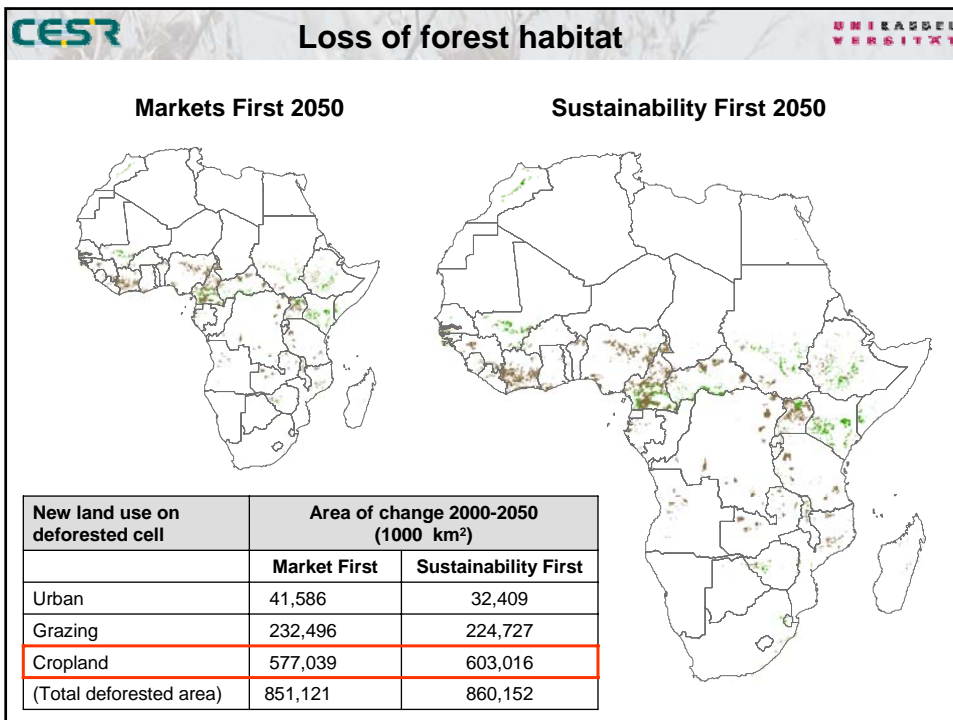 CESR
Loss of forest habitat
UNIKASSEL
VERSITÄT
Markets First 2050
Sustainability First 2050
New land use on deforested cell
Area of change 2000-2050 (1000 km²)
Market First
Sustainability First
Urban
41,586
32,409
Grazing
232,496
224,727
Cropland
577,039
603,016
(Total deforested area)
851,121
860,152